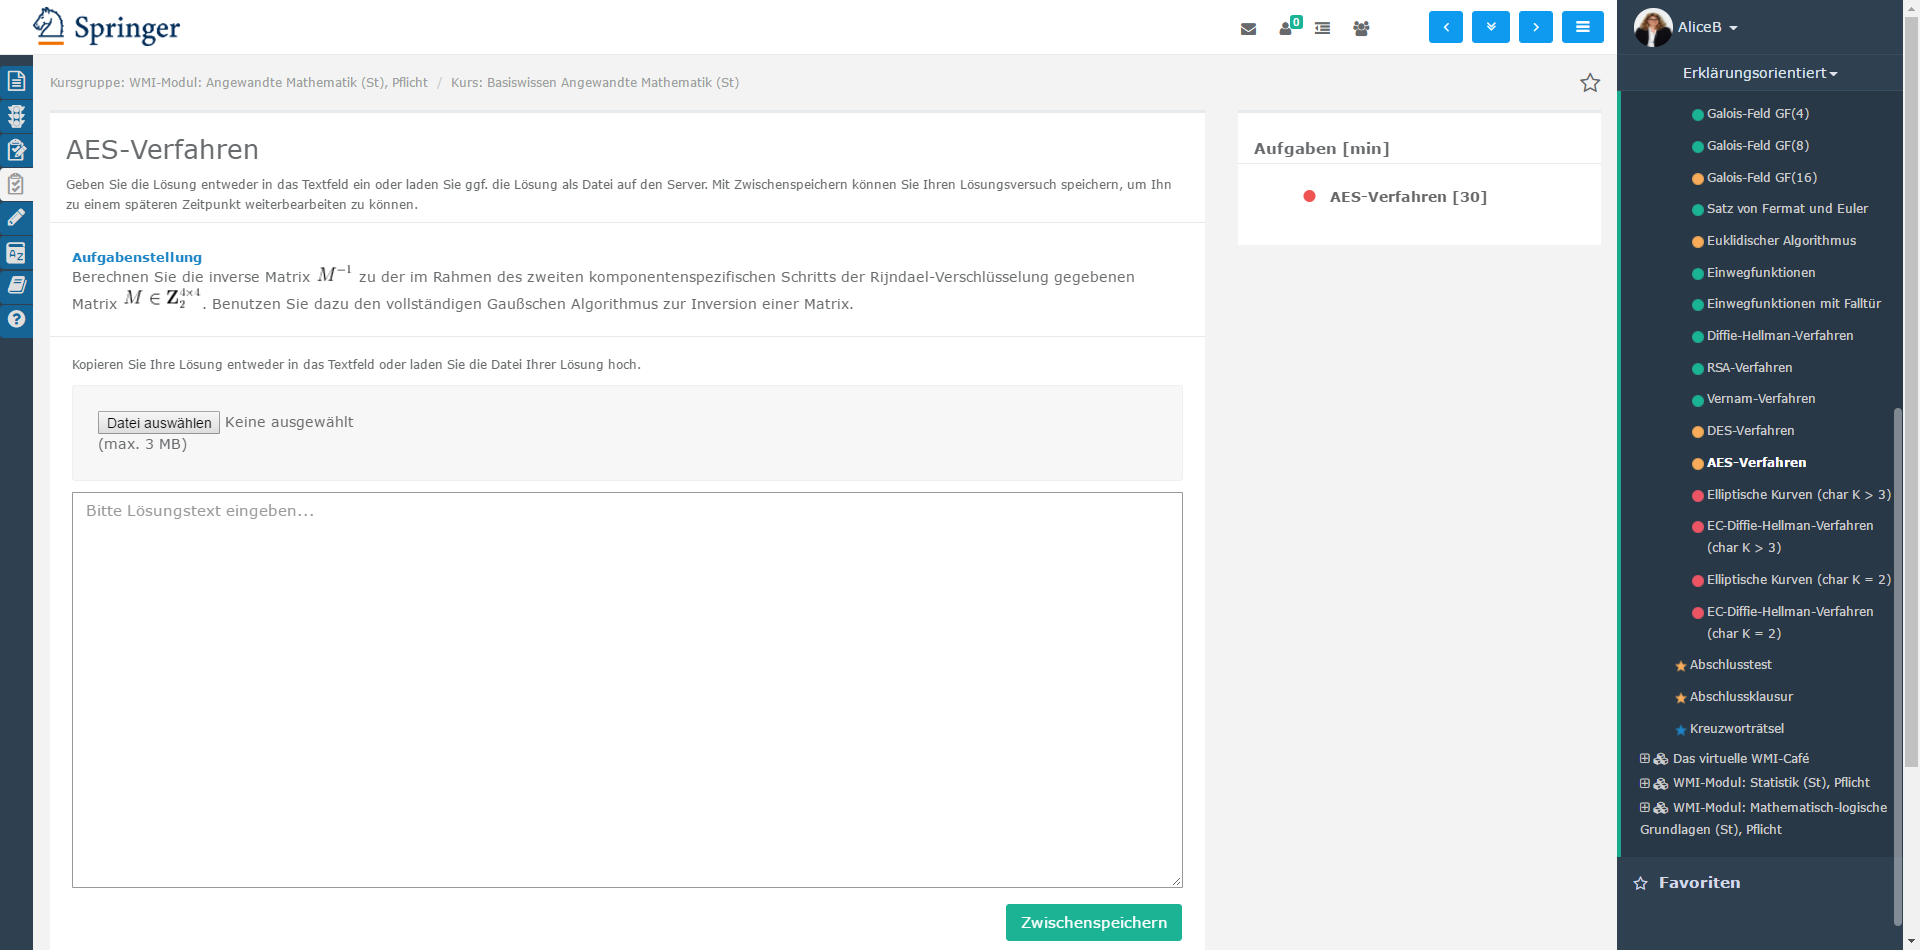 Springer
0
AliceB
Erklärungsorientiert
Kursgruppe: WMI-Modul: Angewandte Mathematik (St), Pflicht / Kurs: Basiswissen Angewandte Mathematik (St)
AES-Verfahren
Geben Sie die Lösung entweder in das Textfeld ein oder laden Sie ggf. die Lösung als Datei auf den Server. Mit Zwischenspeichern können Sie Ihren Lösungsversuch speichern, um Ihn
zu einem späteren Zeitpunkt weiterbearbeiten zu können.
Aufgabenstellung
Berechnen Sie die inverse Matrix M⁻¹ zu der im Rahmen des zweiten komponentenspezifischen Schritts der Rijndael-Verschlüsselung gegebenen
Matrix M ∈ Z₂⁴ˣ⁴. Benutzen Sie dazu den vollständigen Gaußschen Algorithmus zur Inversion einer Matrix.
Kopieren Sie Ihre Lösung entweder in das Textfeld oder laden Sie die Datei Ihrer Lösung hoch.
Datei auswählen Keine ausgewählt
(max. 3 MB)
Bitte Lösungstext eingeben...
Zwischenspeichern
Aufgaben [min]
AES-Verfahren [30]
Galois-Feld GF(4)
Galois-Feld GF(8)
Galois-Feld GF(16)
Satz von Fermat und Euler
Euklidischer Algorithmus
Einwegfunktionen
Einwegfunktionen mit Falltür
Diffie-Hellman-Verfahren
RSA-Verfahren
Vernam-Verfahren
DES-Verfahren
AES-Verfahren
Elliptische Kurven (char K > 3)
EC-Diffie-Hellman-Verfahren
(char K > 3)
Elliptische Kurven (char K = 2)
EC-Diffie-Hellman-Verfahren
(char K = 2)
Abschlusstest
Abschlussklausur
Kreuzworträtsel
Das virtuelle WMI-Café
WMI-Modul: Statistik (St), Pflicht
WMI-Modul: Mathematisch-logische
Grundlagen (St), Pflicht
Favoriten